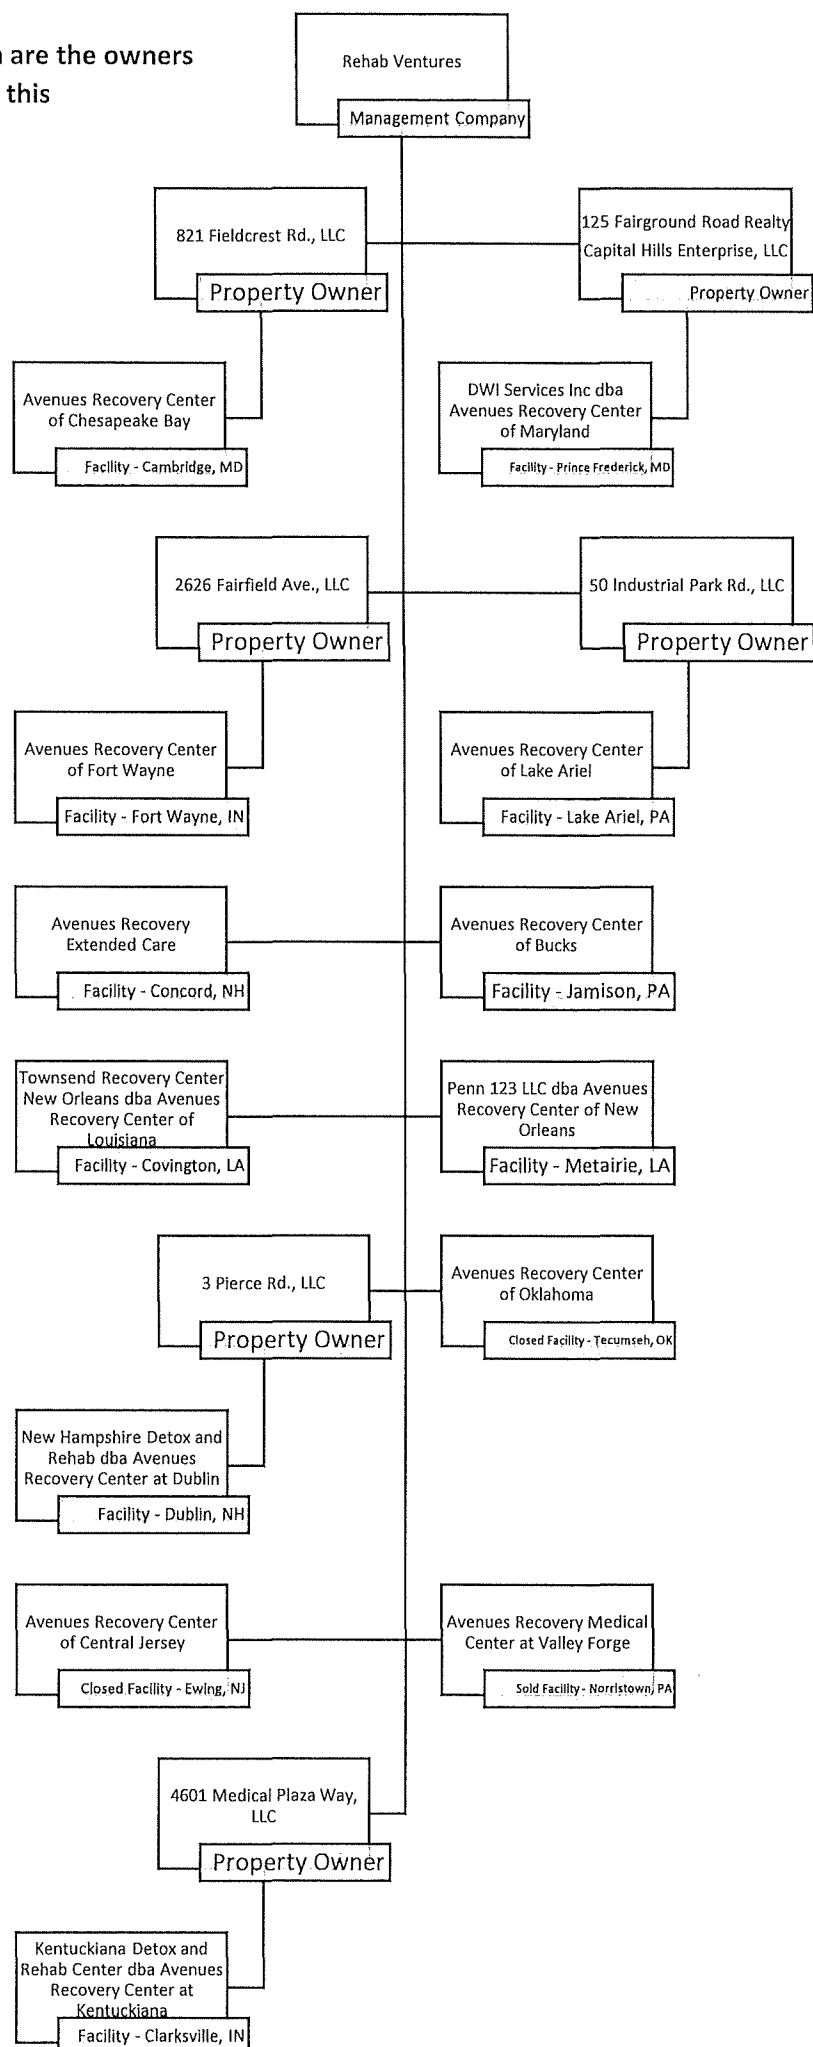 are the owners
this
Rehab Ventures
Management Company
821 Fieldcrest Rd., LLC
Property Owner
125 Fairground Road Realty
Capital Hills Enterprise, LLC
Property Owner
Avenues Recovery Center
of Chesapeake Bay
Facility - Cambridge, MD
DWI Services Inc dba
Avenues Recovery Center
of Maryland
Facility - Prince Frederick, MD
2626 Fairfield Ave., LLC
Property Owner
50 Industrial Park Rd., LLC
Property Owner
Avenues Recovery Center
of Fort Wayne
Facility - Fort Wayne, IN
Avenues Recovery Center
of Lake Ariel
Facility - Lake Ariel, PA
Avenues Recovery
Extended Care
Facility - Concord, NH
Avenues Recovery Center
of Bucks
Facility - Jamison, PA
Townsend Recovery Center
New Orleans dba Avenues
Recovery Center of
Louisiana
Facility - Covington, LA
Penn 123 LLC dba Avenues
Recovery Center of New
Orleans
Facility - Metairie, LA
3 Pierce Rd., LLC
Property Owner
Avenues Recovery Center
of Oklahoma
Closed Facility - Tecumseh, OK
New Hampshire Detox and
Rehab dba Avenues
Recovery Center at Dublin
Facility - Dublin, NH
Avenues Recovery Center
of Central Jersey
Closed Facility - Ewing, NJ
Avenues Recovery Medical
Center at Valley Forge
Sold Facility - Norristown, PA
4601 Medical Plaza Way,
LLC
Property Owner
Kentuckiana Detox and
Rehab Center dba Avenues
Recovery Center at
Kentuckiana
Facility - Clarksville, IN